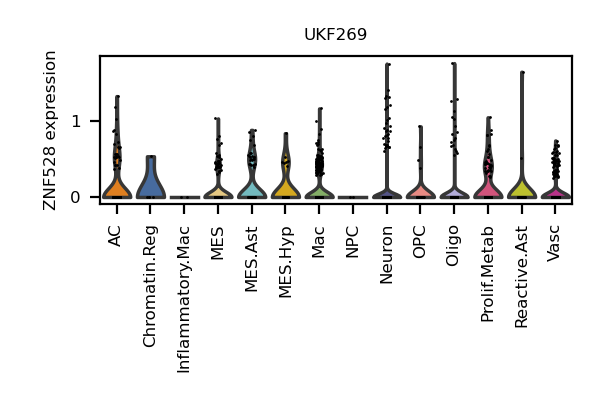 UKF269
ZNF528 expression
1
0
AC
Chromatin.Reg
Inflammatory.Mac
MES
MES.Ast
MES.Hyp
Mac
NPC
Neuron
OPC
Oligo
Prolif.Metab
Reactive.Ast
Vasc